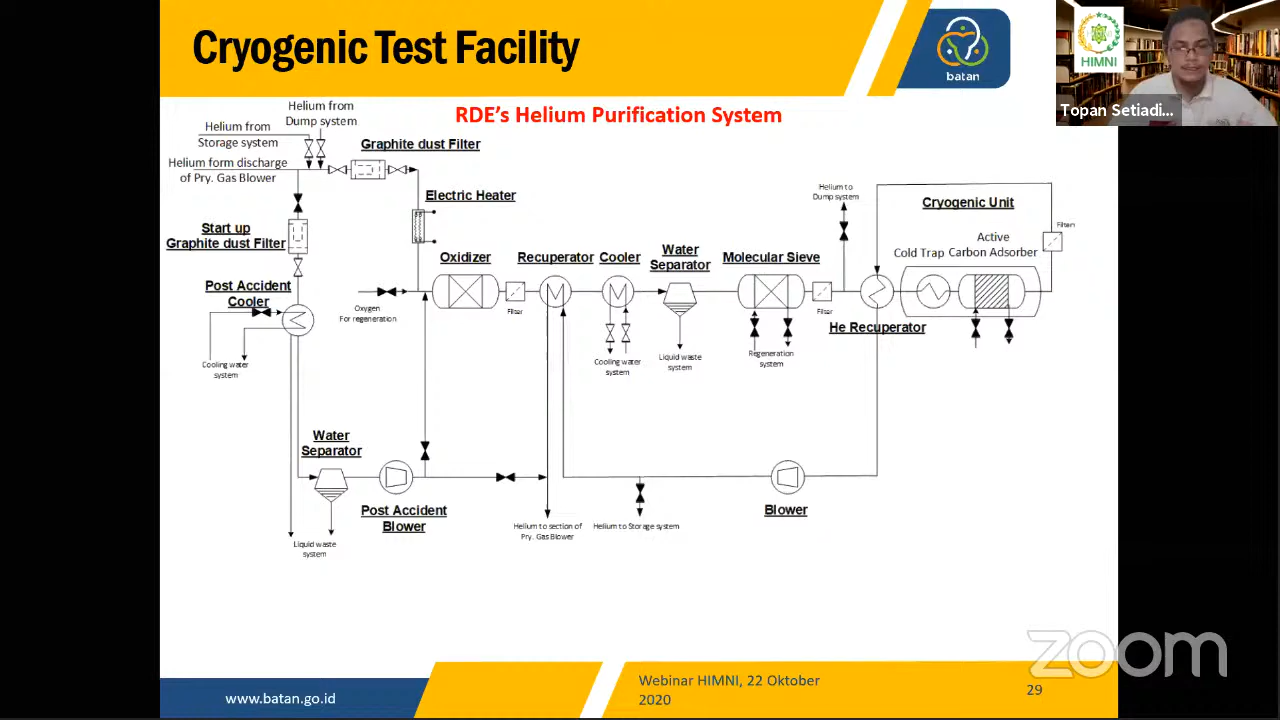 Cryogenic Test Facility
batan
HIMNI
Topan Setiadi...
RDE's Helium Purification System
Helium from
Dump system
Helium from
Storage system
Helium form discharge
of Pry. Gas Blower
Graphite dust Filter
Electric Heater
Start up
Graphite dust Filter
Post Accident
Cooler
Cooling water
system
Oxygen
For regeneration
Oxidizer
Filter
Recuperator
Cooler
Cooling water
system
Water
Separator
Liquid waste
system
Molecular Sieve
Regeneration
system
Filter
Helium to
Dump system
He Recuperator
Cryogenic Unit
Active
Cold Trap Carbon Adsorber
Filters
Water
Separator
Liquid waste
system
Post Accident
Blower
Helium to section of
Pry. Gas Blower
Helium to Storage system
Blower
zoom
www.batan.go.id
Webinar HIMNI, 22 Oktober
2020
29